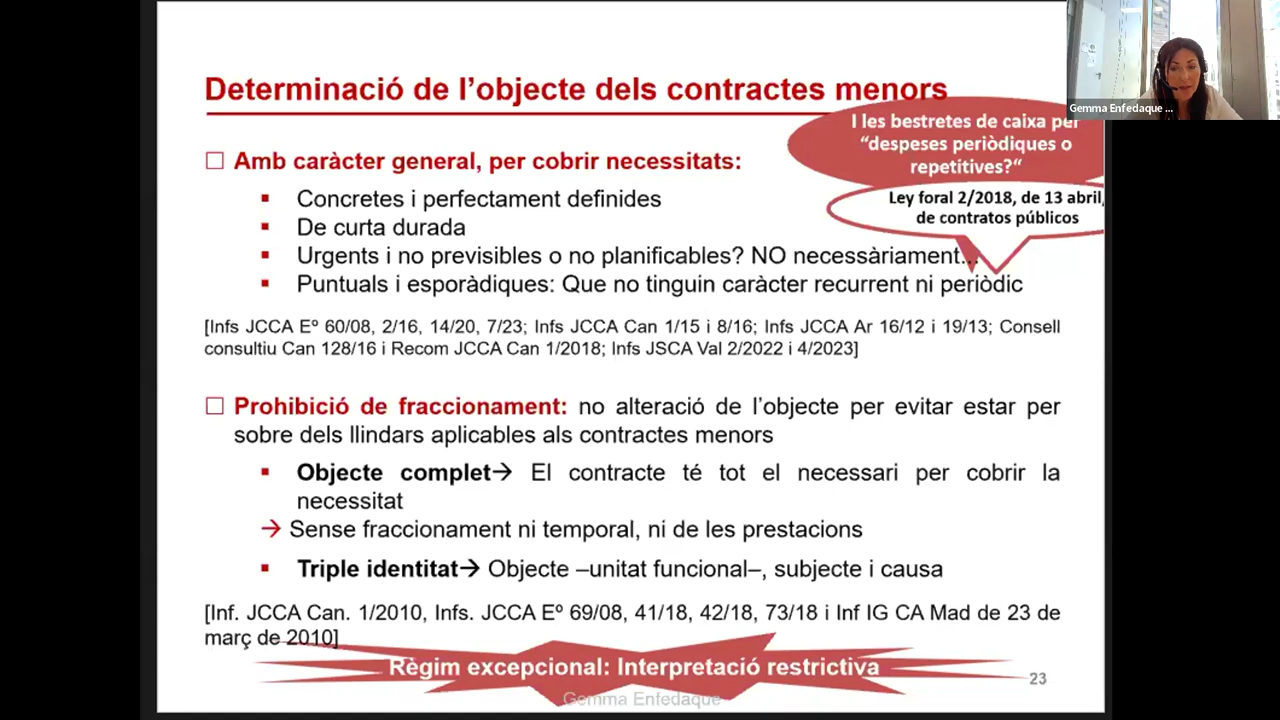 Determinació de l'objecte dels contractes menors
Gemma Enfedaque ...
I les bestretes de caixa per
"despeses periòdiques o
repetitives?"
Ley foral 2/2018, de 13 abril,
de contratos públicos
☐ Amb caràcter general, per cobrir necessitats:
▪ Concretes i perfectament definides
▪ De curta durada
▪ Urgents i no previsibles o no planificables? NO necessàriament...
▪ Puntuals i esporàdiques: Que no tinguin caràcter recurrent ni periòdic
[Infs JCCA Eº 60/08, 2/16, 14/20, 7/23; Infs JCCA Can 1/15 i 8/16; Infs JCCA Ar 16/12 i 19/13; Consell
consultiu Can 128/16 i Recom JCCA Can 1/2018; Infs JSCA Val 2/2022 i 4/2023]
☐ Prohibició de fraccionament: no alteració de l'objecte per evitar estar per
sobre dels llindars aplicables als contractes menors
▪ Objecte complet→ El contracte té tot el necessari per cobrir la
necessitat
→ Sense fraccionament ni temporal, ni de les prestacions
▪ Triple identitat→ Objecte –unitat funcional–, subjecte i causa
[Inf. JCCA Can. 1/2010, Infs. JCCA Eº 69/08, 41/18, 42/18, 73/18 i Inf IG CA Mad de 23 de
març de 2010]
Règim excepcional: Interpretació restrictiva
23
Gemma Enfedaque